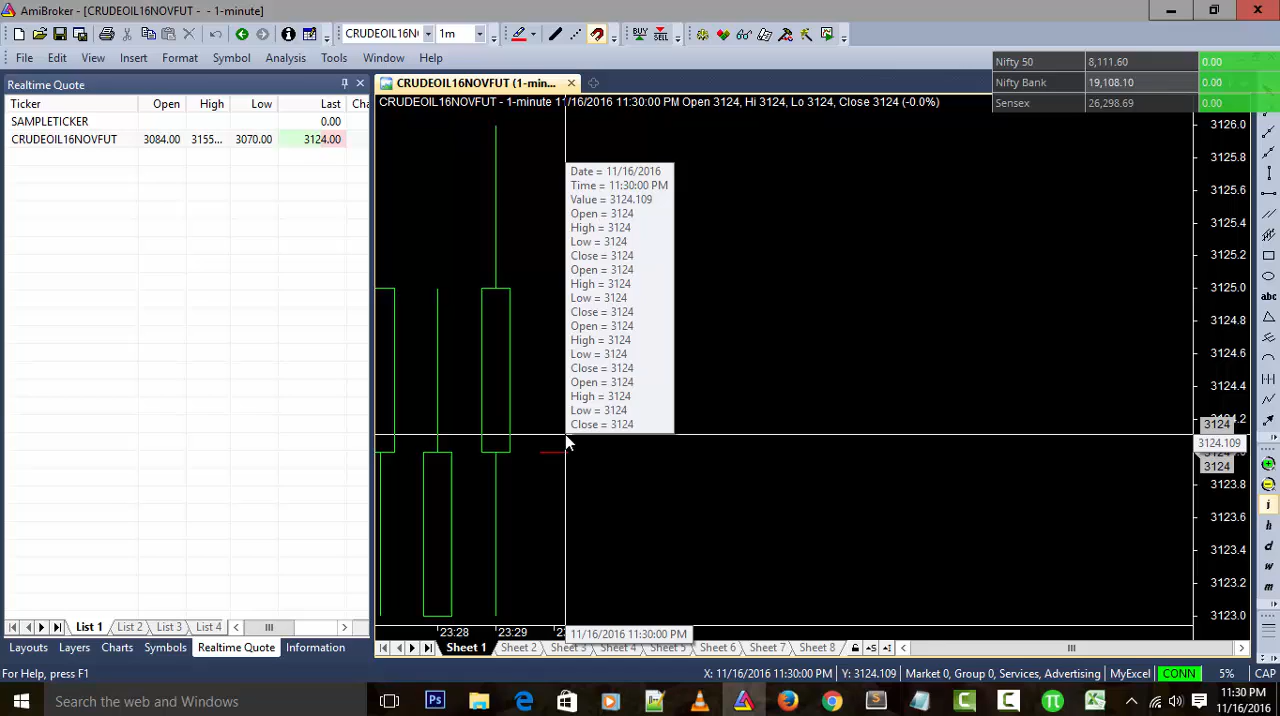 AmiBroker - [CRUDEOIL16NOVFUT - - 1-minute]
CRUDEOIL16N 1m BUY SELL
File Edit View Insert Format Symbol Analysis Tools Window Help
Nifty 50 8,111.60 0.00
Nifty Bank 19,108.10 0.00
Sensex 26,298.69 0.00
Realtime Quote
Ticker Open High Low Last Cha
SAMPLETICKER 0.00
CRUDEOIL16NOVFUT 3084.00 3155... 3070.00 3124.00
CRUDEOIL16NOVFUT (1-min...
CRUDEOIL16NOVFUT - 1-minute 11/16/2016 11:30:00 PM Open 3124, Hi 3124, Lo 3124, Close 3124 (-0.0%)
Date = 11/16/2016
Time = 11:30:00 PM
Value = 3124.109
Open = 3124
High = 3124
Low = 3124
Close = 3124
Open = 3124
High = 3124
Low = 3124
Close = 3124
Open = 3124
High = 3124
Low = 3124
Close = 3124
Open = 3124
High = 3124
Low = 3124
Close = 3124
3126.0
3125.8
3125.6
3125.4
3125.2
3125.0
3124.8
3124.6
3124.4
3124
3124.109
3124
3123.8
3123.6
3123.4
3123.2
3123.0
abc
i
h
d
w
m
23:28 23:29
11/16/2016 11:30:00 PM
List 1 List 2 List 3 List 4
Sheet 1 Sheet 2 Sheet 3 Sheet 4 Sheet 5 Sheet 6 Sheet 7 Sheet 8
Layouts Layers Charts Symbols Realtime Quote Information
For Help, press F1
X: 11/16/2016 11:30:00 PM Y: 3124.109 Market 0, Group 0, Services, Advertising MyExcel CONN 5% CAP
Search the web and Windows
11:30 PM
11/16/2016